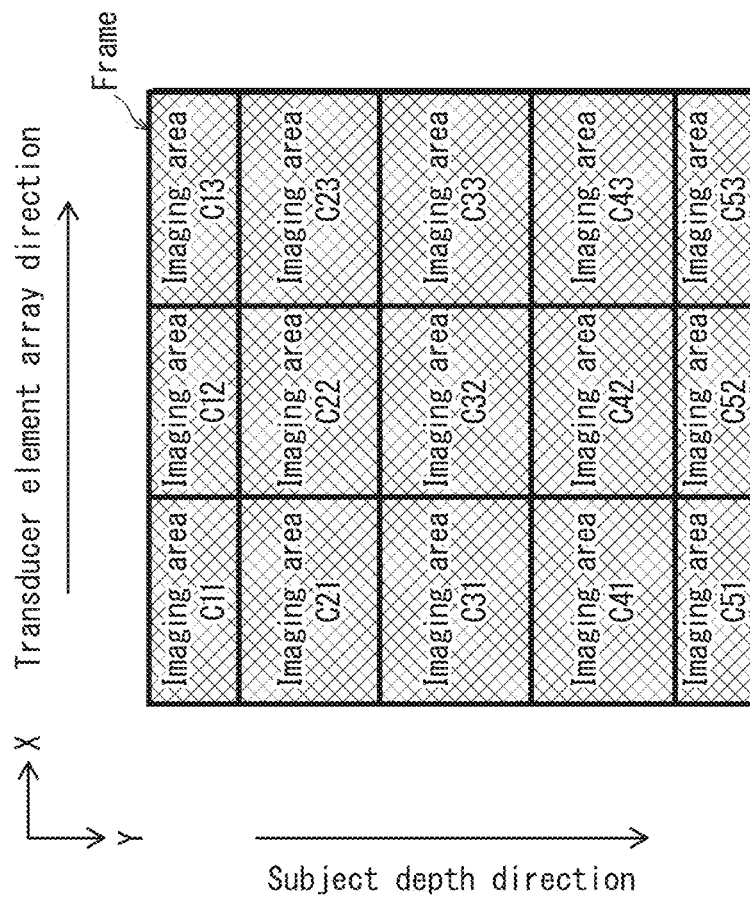 X
Transducer element array direction
Frame
Y
Subject depth direction
Imaging area
C11
Imaging area
C12
Imaging area
C13
Imaging area
C21
Imaging area
C22
Imaging area
C23
Imaging area
C31
Imaging area
C32
Imaging area
C33
Imaging area
C41
Imaging area
C42
Imaging area
C43
Imaging area
C51
Imaging area
C52
Imaging area
C53